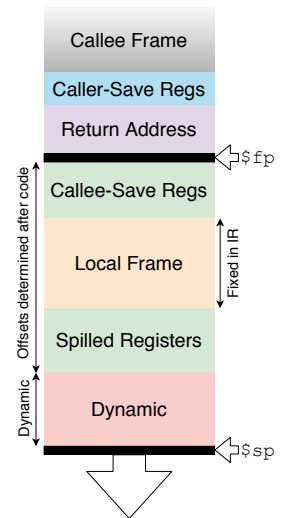 Callee Frame
Caller-Save Regs
Return Address
$fp
Callee-Save Regs
Offsets determined after code
Local Frame
Fixed in IR
Spilled Registers
Dynamic
Dynamic
$sp